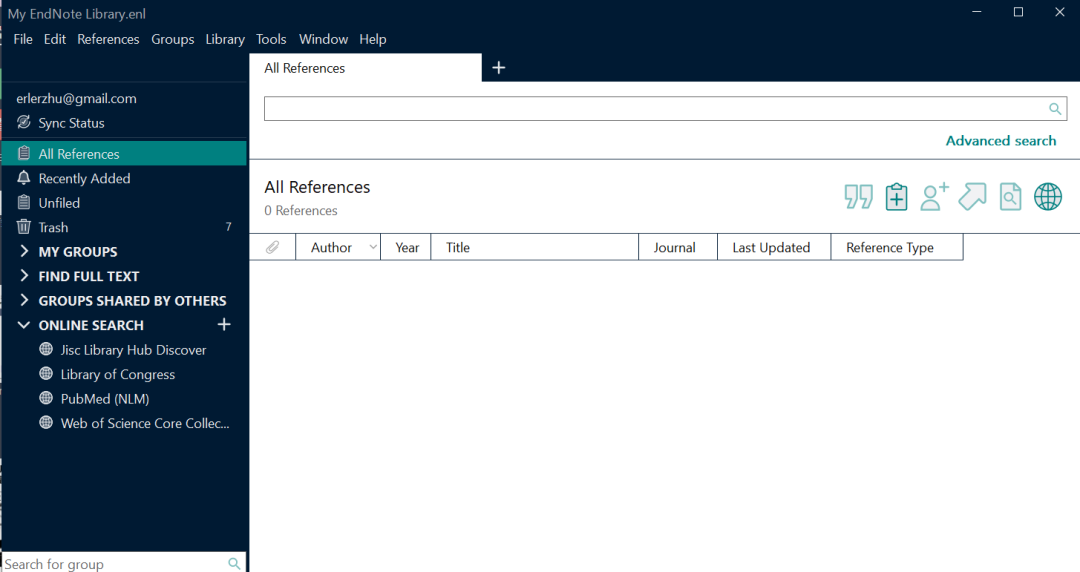 My EndNote Library.enl
File Edit References Groups Library Tools Window Help
All References
erlerzhu@gmail.com
Sync Status
All References
Recently Added
Unfiled
Trash 7
MY GROUPS
FIND FULL TEXT
GROUPS SHARED BY OTHERS
ONLINE SEARCH
Jisc Library Hub Discover
Library of Congress
PubMed (NLM)
Web of Science Core Collec...
Search for group
Advanced search
All References
0 References
Author Year Title Journal Last Updated Reference Type